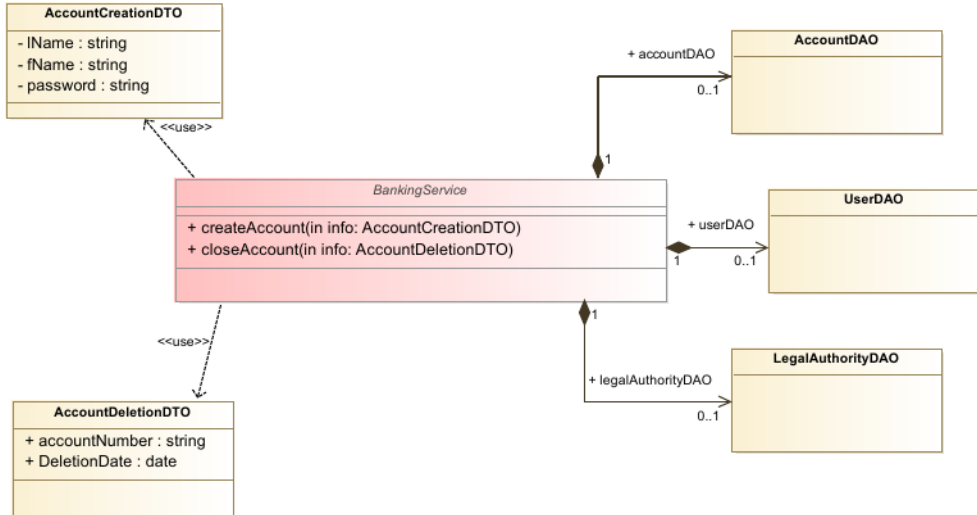 AccountCreationDTO
- lName : string
- fName : string
- password : string
<<use>>
+ accountDAO
AccountDAO
0..1
1
BankingService
+ createAccount(in info: AccountCreationDTO)
+ closeAccount(in info: AccountDeletionDTO)
+ userDAO
UserDAO
1
0..1
<<use>>
1
+ legalAuthorityDAO
LegalAuthorityDAO
0..1
AccountDeletionDTO
+ accountNumber : string
+ DeletionDate : date